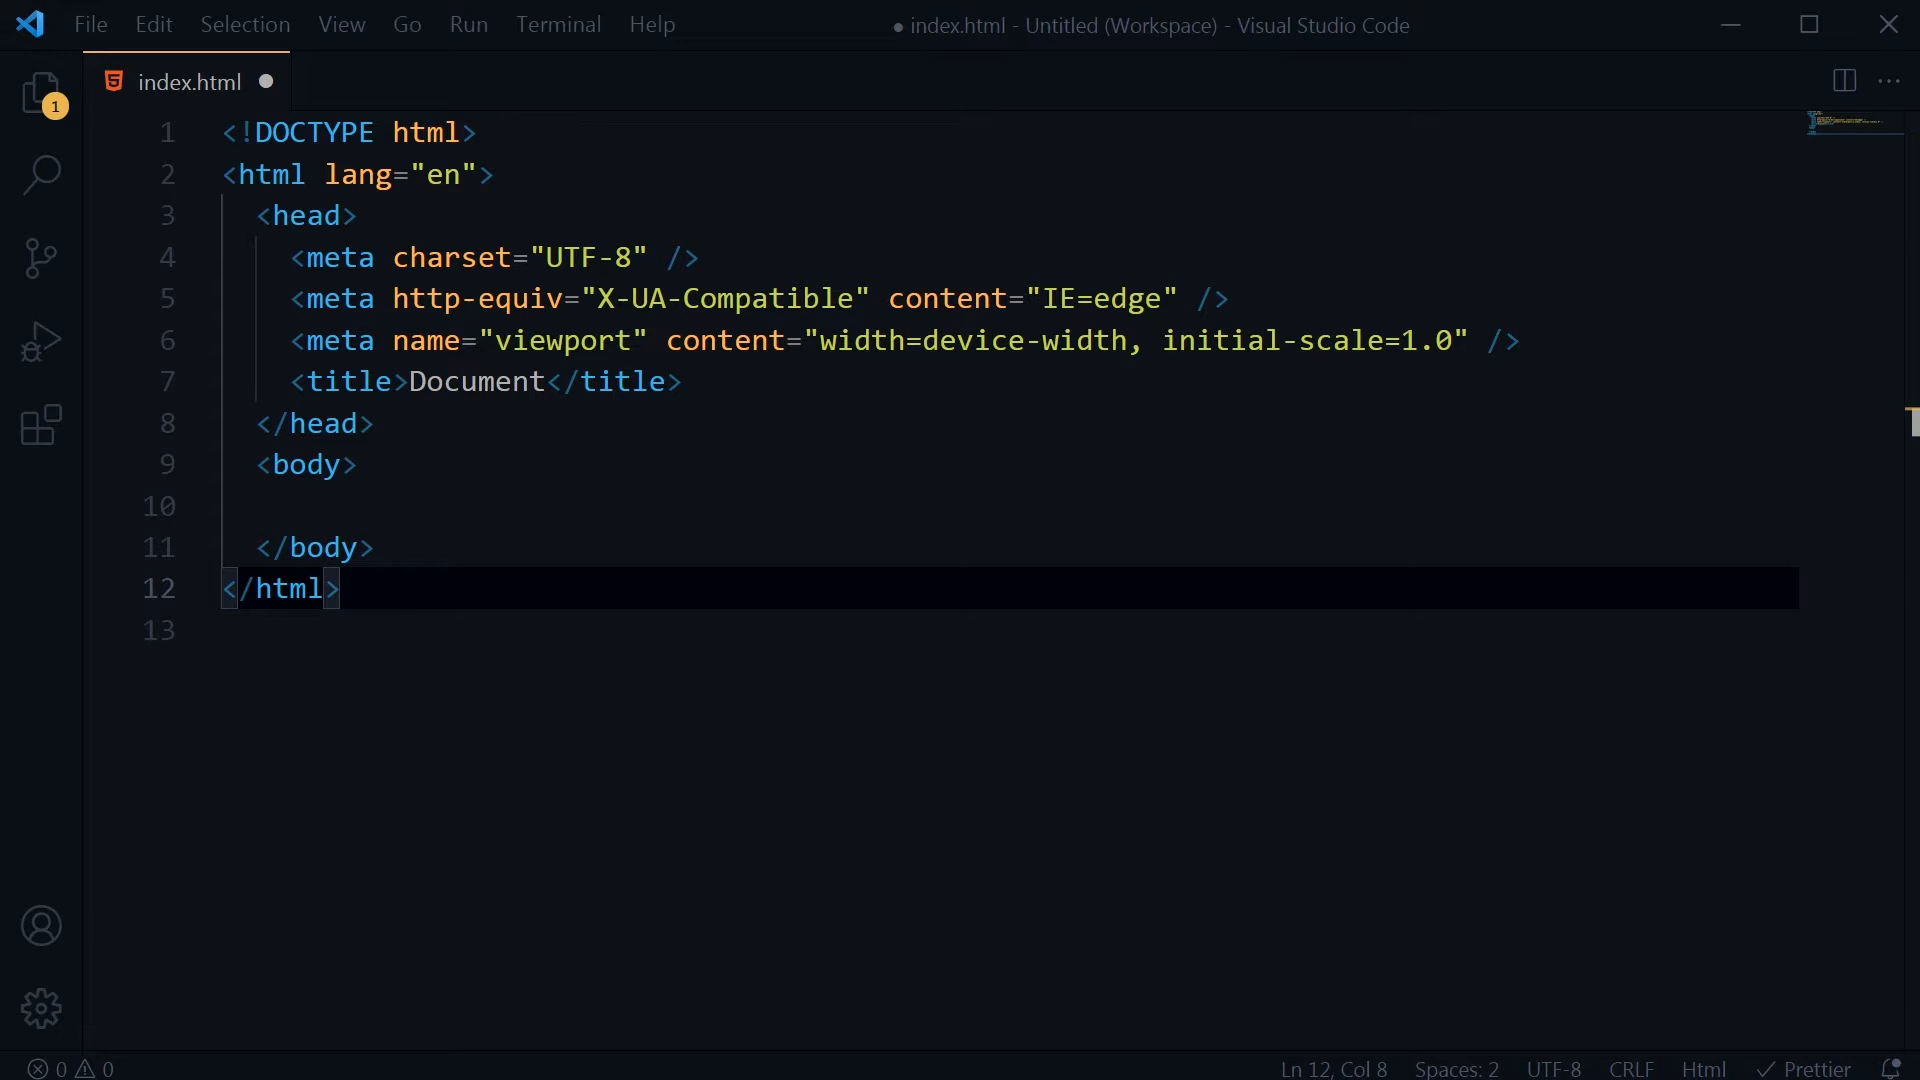 File Edit Selection View Go Run Terminal Help ● index.html - Untitled (Workspace) - Visual Studio Code
index.html
1
1 <!DOCTYPE html>
2 <html lang="en">
3 <head>
4 <meta charset="UTF-8" />
5 <meta http-equiv="X-UA-Compatible" content="IE=edge" />
6 <meta name="viewport" content="width=device-width, initial-scale=1.0" />
7 <title>Document</title>
8 </head>
9 <body>
10
11 </body>
12 </html>
13
0 0 Ln 12, Col 8 Spaces: 2 UTF-8 CRLF Html Prettier